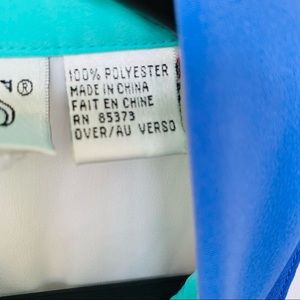 S®
100% POLYESTER
MADE IN CHINA
FAIT EN CHINE
RN 85373
OVER/AU VERSO